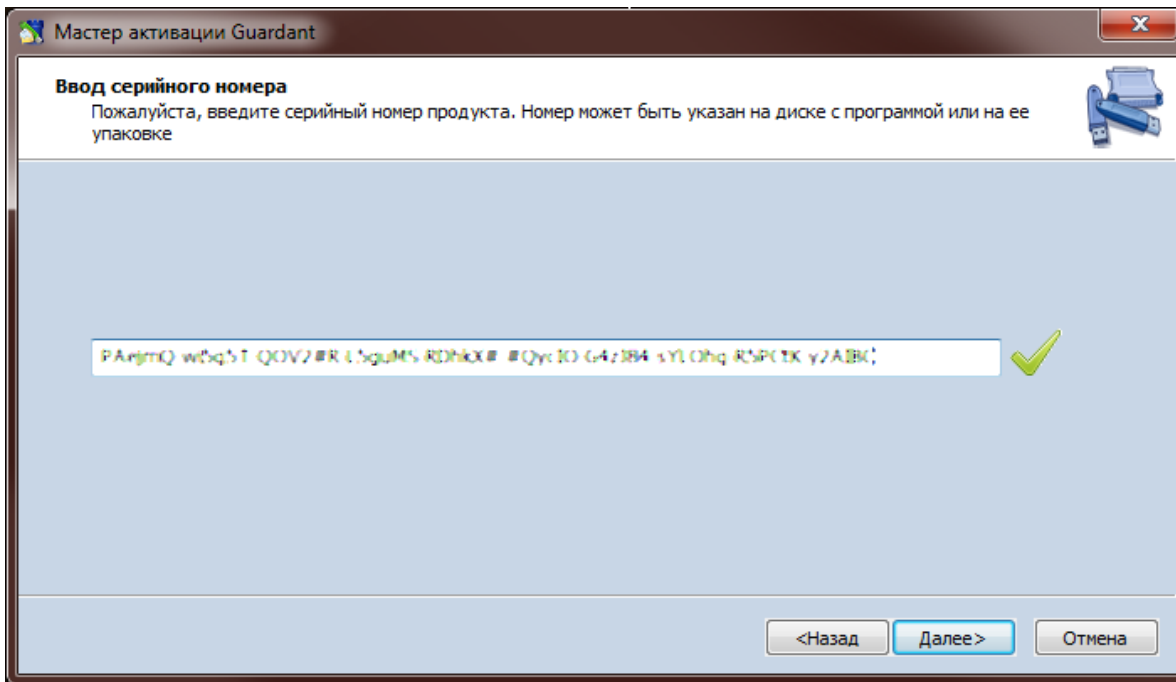 Мастер активации Guardant
Ввод серийного номера
Пожалуйста, введите серийный номер продукта. Номер может быть указан на диске с программой или на ее
упаковке
<Назад
Далее>
Отмена